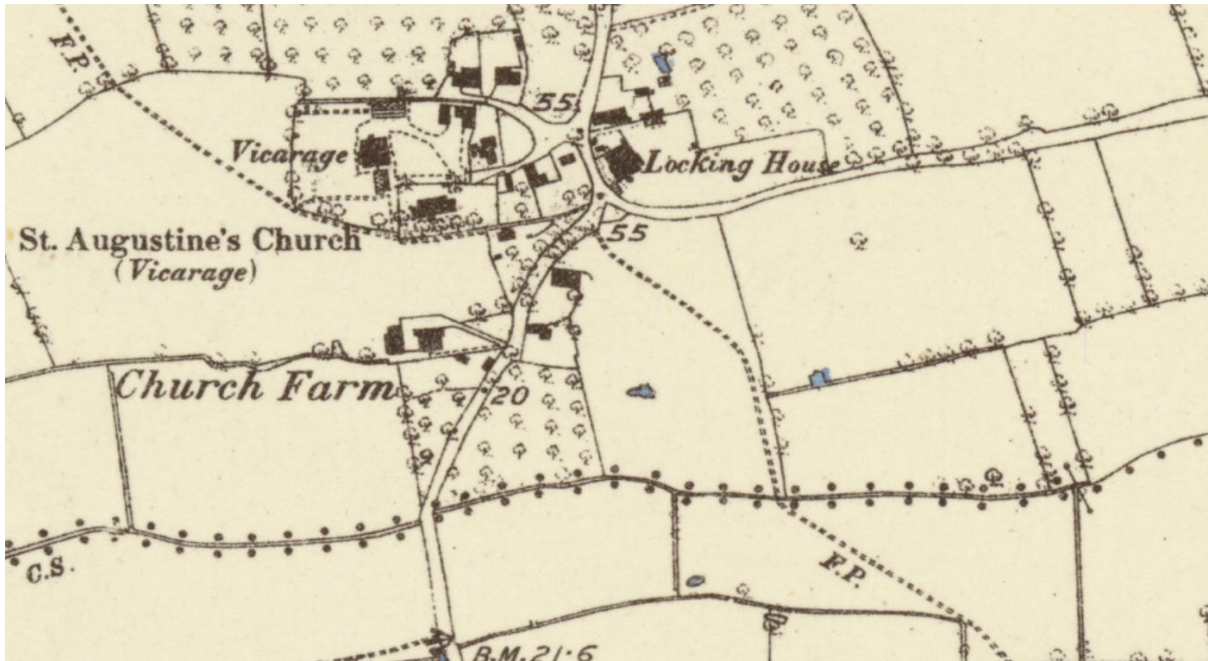 F.P.
55
Vicarage
Locking House
St. Augustine's Church
(Vicarage)
55
Church Farm
20
C.S.
F.P.
B.M.21·6